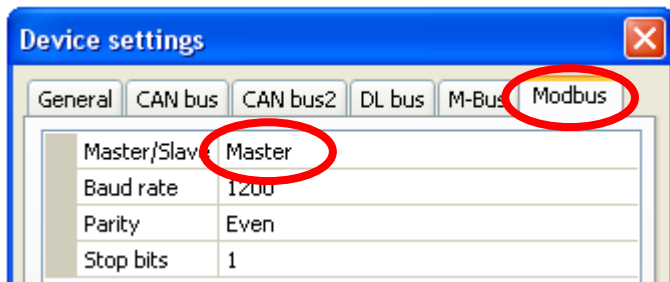 Device settings
General CAN bus CAN bus2 DL bus M-Bus Modbus
Master/Slave Master
Baud rate 1200
Parity Even
Stop bits 1